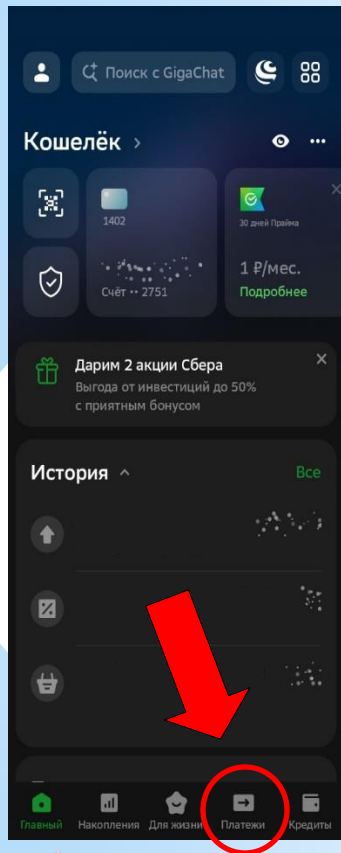 Поиск с GigaChat
Кошелёк >
1402
Счёт •• 2751
30 дней Прайма
1 ₽/мес.
Подробнее
Дарим 2 акции Сбера
Выгода от инвестиций до 50%
с приятным бонусом
История
Все
Главный Накопления Для жизни Платежи Кредиты